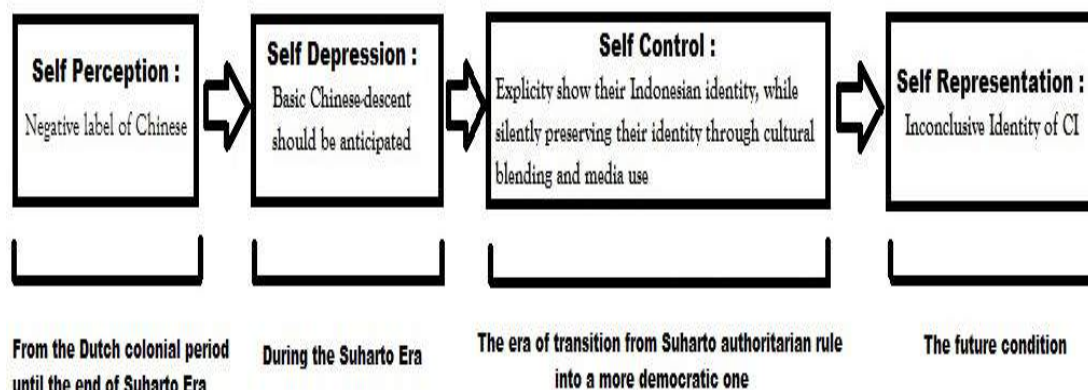 Self Perception :
Negative label of Chinese
Self Depression :
Basic Chinese-descent
should be anticipated
Self Control :
Explicity show their Indonesian identity, while
silently preserving their identity through cultural
blending and media use
Self Representation :
Inconclusive Identity of CI
From the Dutch colonial period
until the end of Suharto Era
During the Suharto Era
The era of transition from Suharto authoritarian rule
into a more democratic one
The future condition